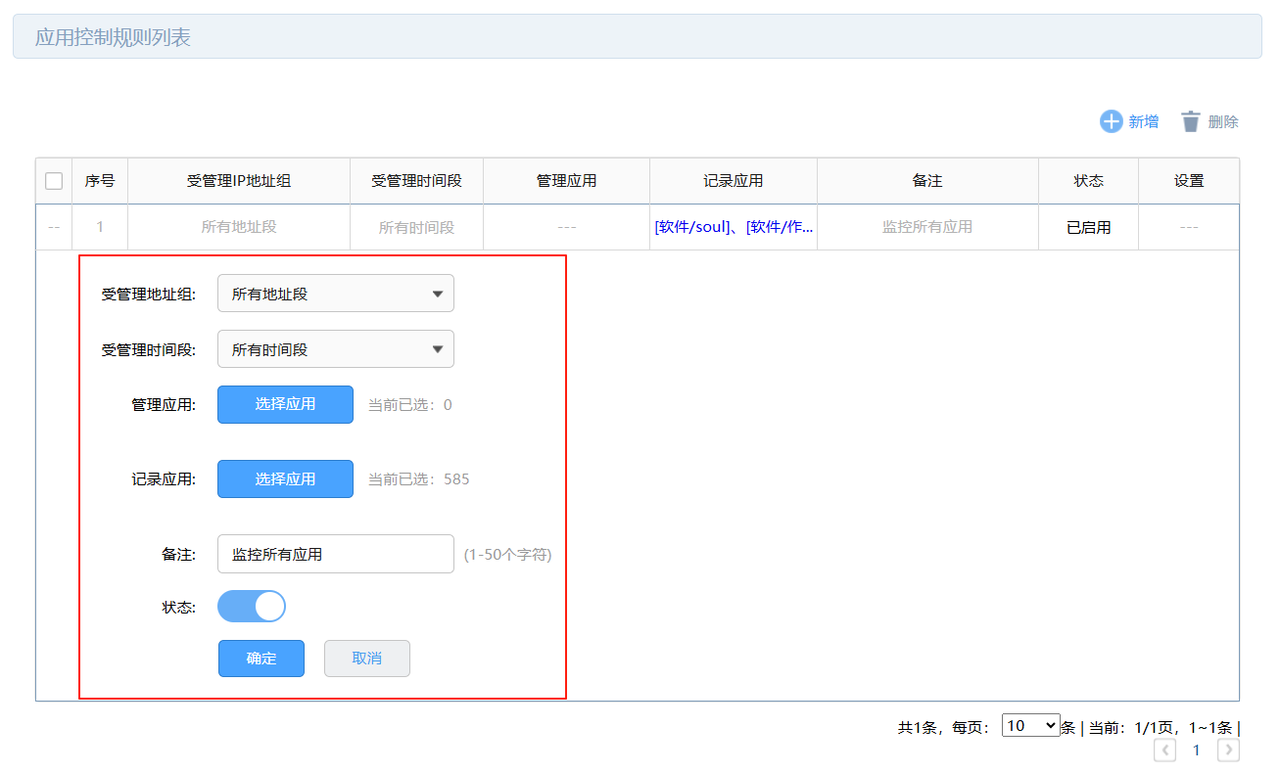 应用控制规则列表
新增 删除
序号 受管理IP地址组 受管理时间段 管理应用 记录应用 备注 状态 设置
-- 1 所有地址段 所有时间段 --- [软件/soul]、[软件/作... 监控所有应用 已启用 ---
受管理地址组: 所有地址段
受管理时间段: 所有时间段
管理应用: 选择应用 当前已选：0
记录应用: 选择应用 当前已选：585
备注: 监控所有应用 (1-50个字符)
状态:
确定 取消
共1条，每页： 10 条 | 当前：1/1页，1~1条 |
< 1 >